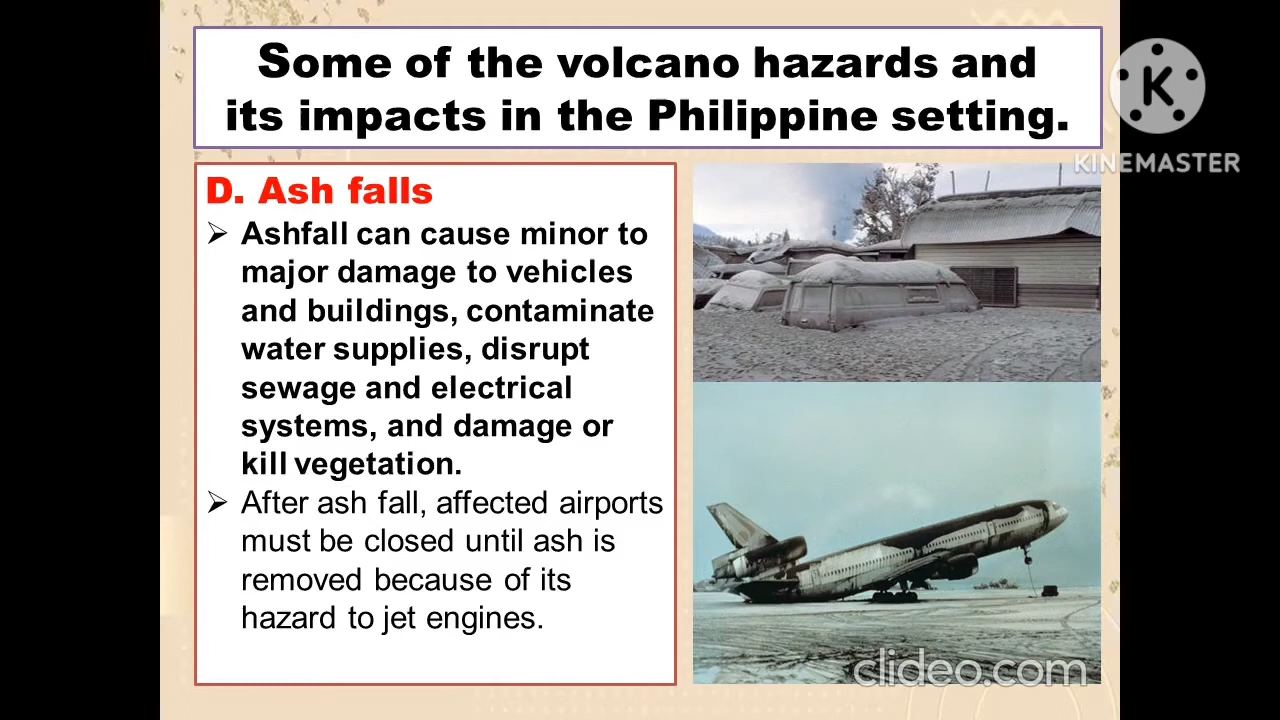 Some of the volcano hazards and
its impacts in the Philippine setting.
K
KINEMASTER
D. Ash falls
➢ Ashfall can cause minor to
major damage to vehicles
and buildings, contaminate
water supplies, disrupt
sewage and electrical
systems, and damage or
kill vegetation.
➢ After ash fall, affected airports
must be closed until ash is
removed because of its
hazard to jet engines.
clideo.com